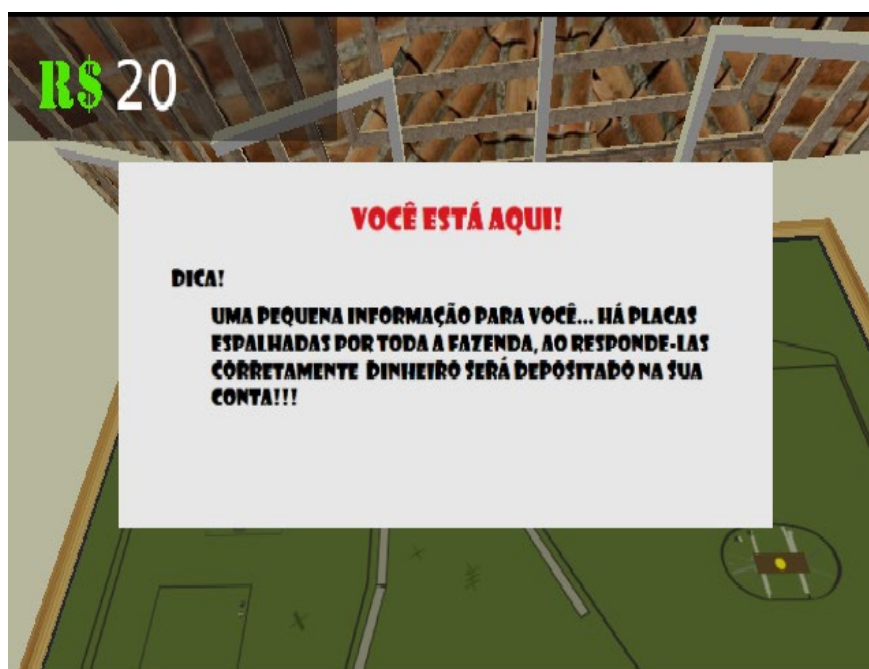 R$ 20
VOCÊ ESTÁ AQUI!
DICA!
UMA PEQUENA INFORMAÇÃO PARA VOCÊ... HÁ PLACAS
ESPALHADAS POR TODA A FAZENDA, AO RESPONDE-LAS
CORRETAMENTE DINHEIRO SERÁ DEPOSITADO NA SUA
CONTA!!!